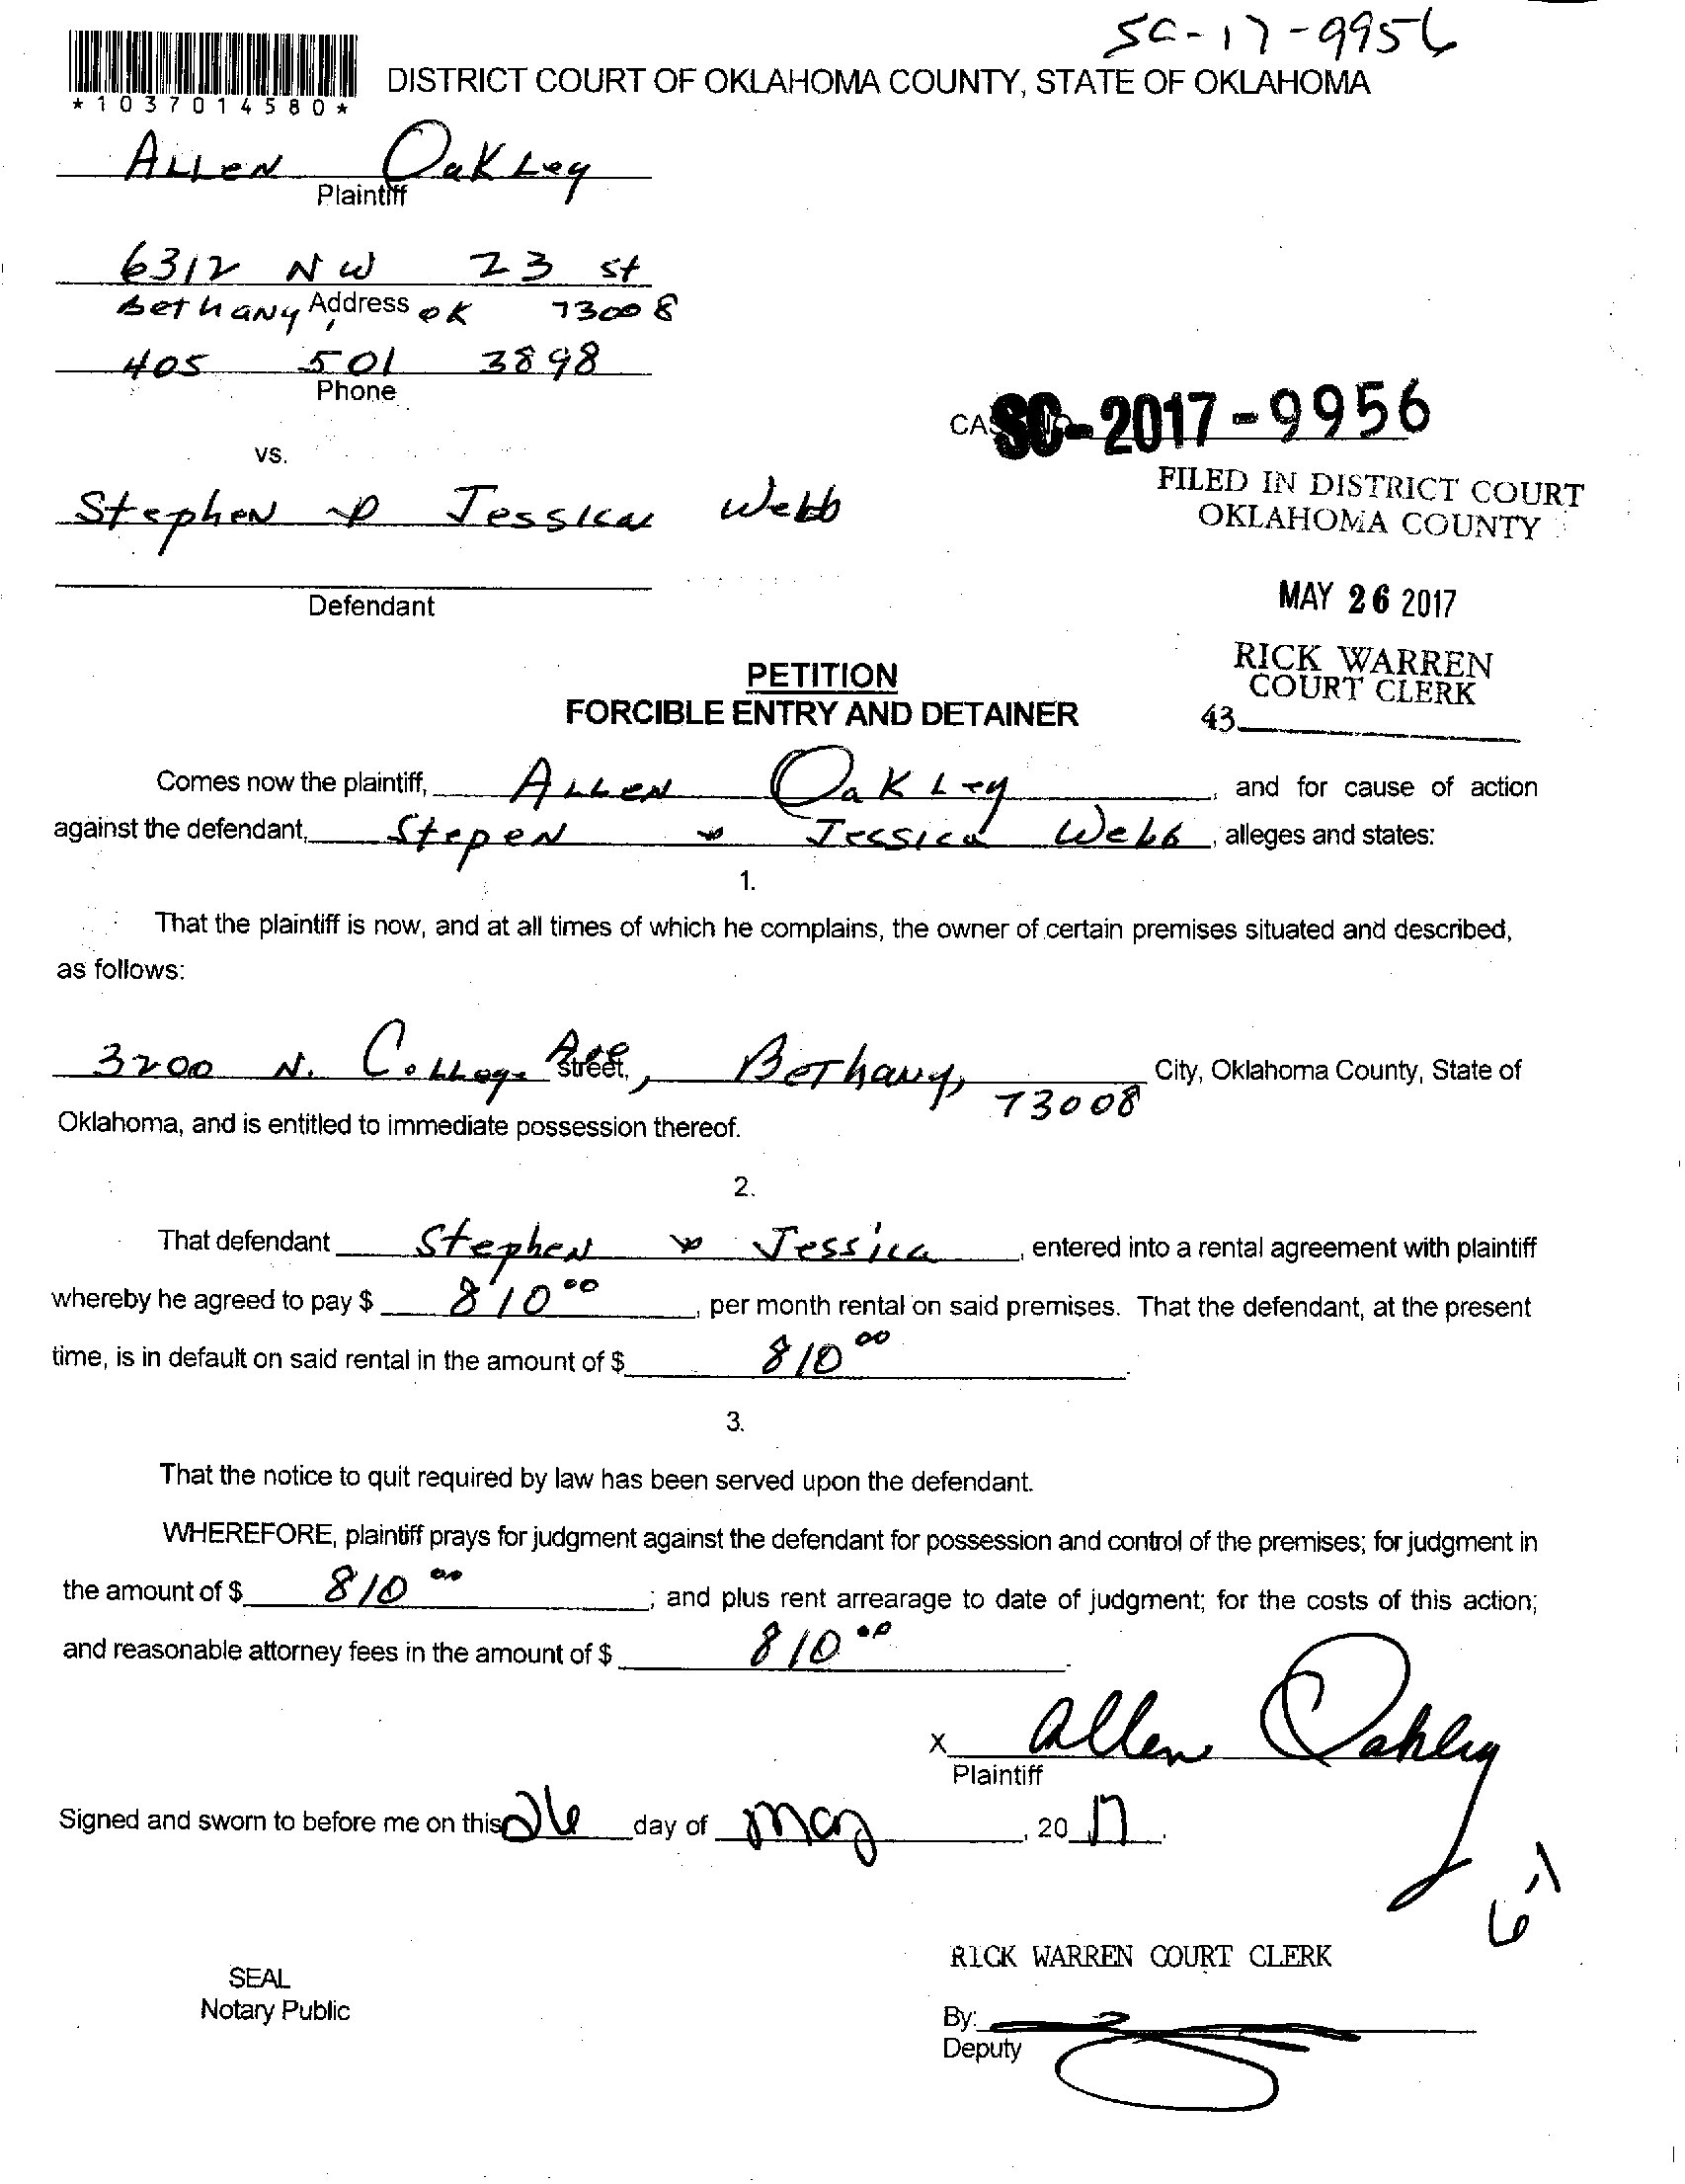 SC-17-9956
*1037014580*
DISTRICT COURT OF OKLAHOMA COUNTY, STATE OF OKLAHOMA
ALLEN OakLey
Plaintiff
6312 NW 23 st
Address
Bethany, OK 73008
405 501 3898
Phone
SC-2017-9956
vs.
FILED IN DISTRICT COURT
OKLAHOMA COUNTY
Stephen & Jessica Webb
Defendant
MAY 26 2017
RICK WARREN
COURT CLERK
43
PETITION
FORCIBLE ENTRY AND DETAINER
Comes now the plaintiff, ALLEN OakLey, and for cause of action
against the defendant, Stepen & Jessica Webb, alleges and states:
1.
That the plaintiff is now, and at all times of which he complains, the owner of certain premises situated and described,
as follows:
3200 N. College Ave Street, Bethany, 73008 City, Oklahoma County, State of
Oklahoma, and is entitled to immediate possession thereof.
2.
That defendant Stephen & Jessica, entered into a rental agreement with plaintiff
whereby he agreed to pay $ 810 00, per month rental on said premises. That the defendant, at the present
time, is in default on said rental in the amount of $ 810 00.
3.
That the notice to quit required by law has been served upon the defendant.
WHEREFORE, plaintiff prays for judgment against the defendant for possession and control of the premises; for judgment in
the amount of $ 810 00; and plus rent arrearage to date of judgment; for the costs of this action;
and reasonable attorney fees in the amount of $ 810 00.
x Allen Oakley
Plaintiff
Signed and sworn to before me on this 26 day of may, 20 17.
RICK WARREN COURT CLERK
SEAL
Notary Public
By:
Deputy